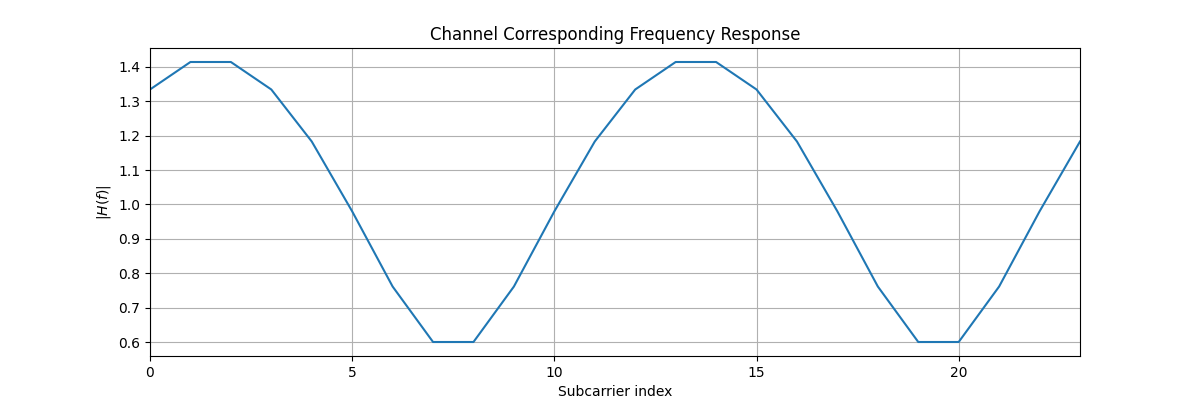 Channel Corresponding Frequency Response
1.4
1.3
1.2
1.1
1.0
0.9
0.8
0.7
0.6
|H(f)|
0 5 10 15 20
Subcarrier index